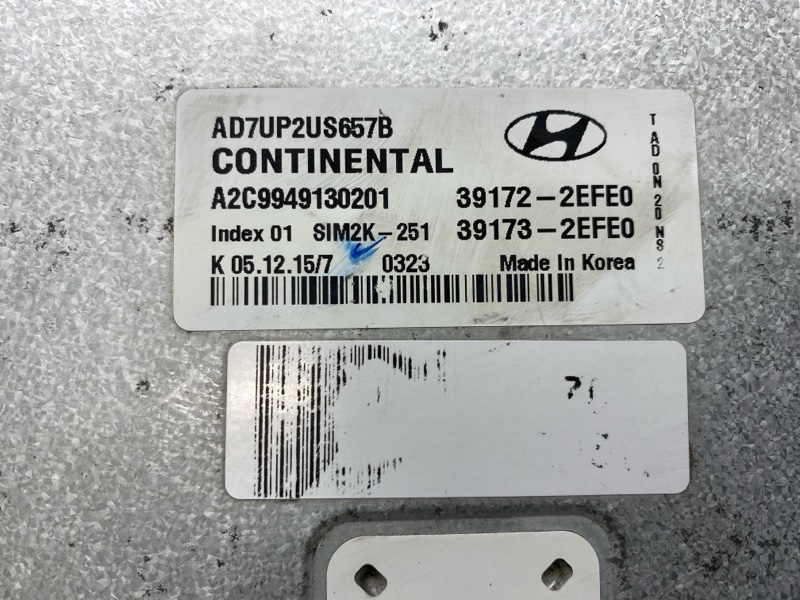 AD7UP2US657B
CONTINENTAL
A2C9949130201 39172-2EFE0
Index 01 SIM2K-251 39173-2EFE0
K 05.12.15/7 0323 Made In Korea
TAD ON 20 NS 2